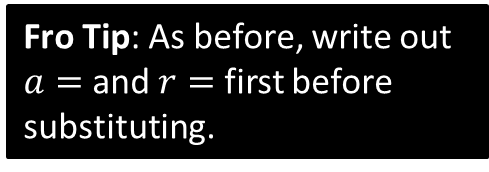 Fro Tip: As before, write out
𝑎 = and 𝑟 = first before
substituting.